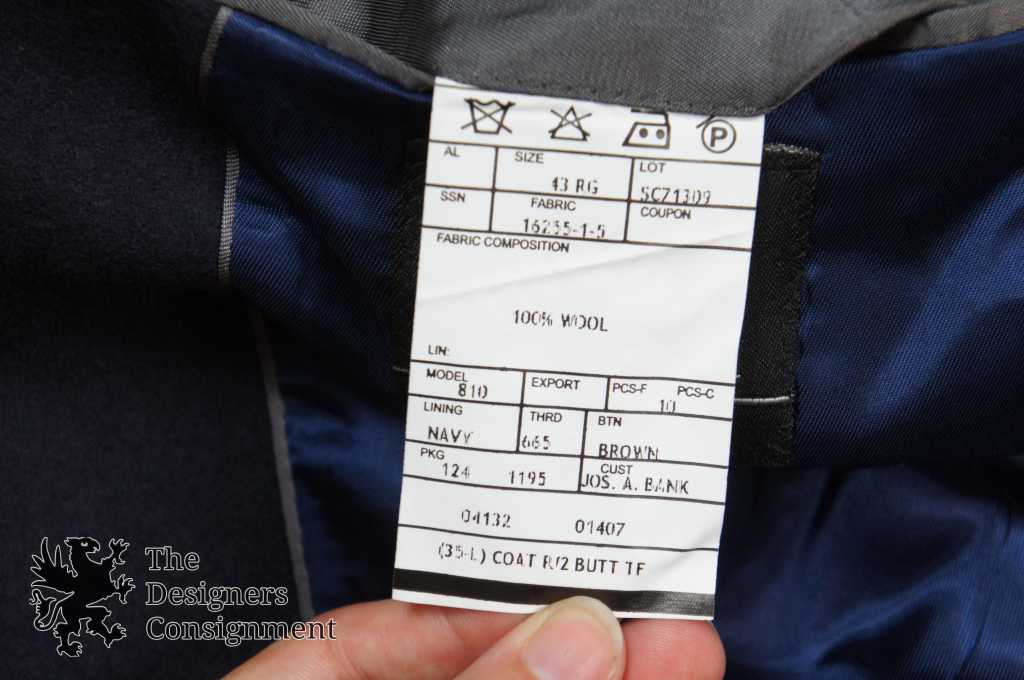 P
AL SIZE LOT
43 RG SC71309
SSN FABRIC COUPON
16255-1-5
FABRIC COMPOSITION
100% WOOL
LIN:
MODEL EXPORT PCS-F PCS-C
810 10
LINING THRD BTN
NAVY 665 BROWN
PKG CUST
124 1195 JOS. A. BANK
04132 01407
(35-L) COAT R/2 BUTT TF
The
Designers
Consignment